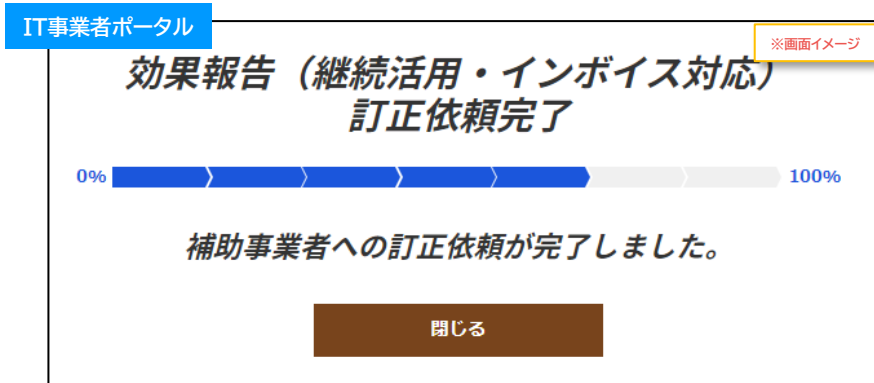 IT事業者ポータル
※画面イメージ
効果報告（継続活用・インボイス対応）
訂正依頼完了
0%
100%
補助事業者への訂正依頼が完了しました。
閉じる